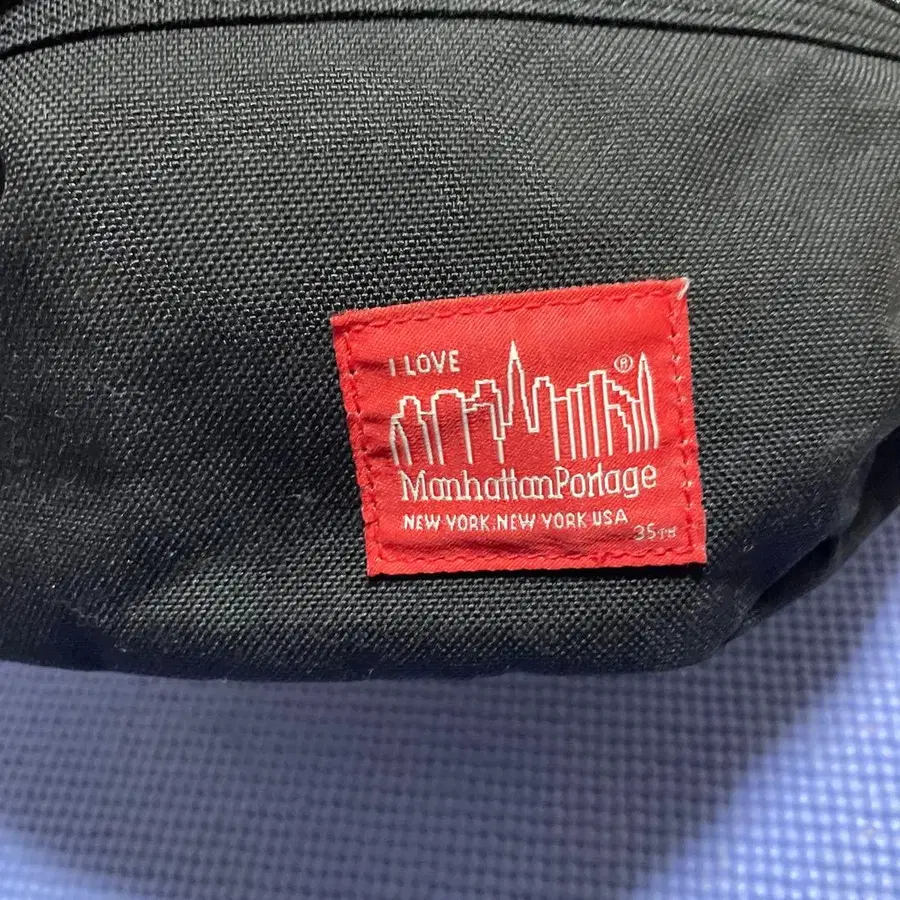 I LOVE
®
ManhattanPortage
NEW YORK, NEW YORK USA
35TH